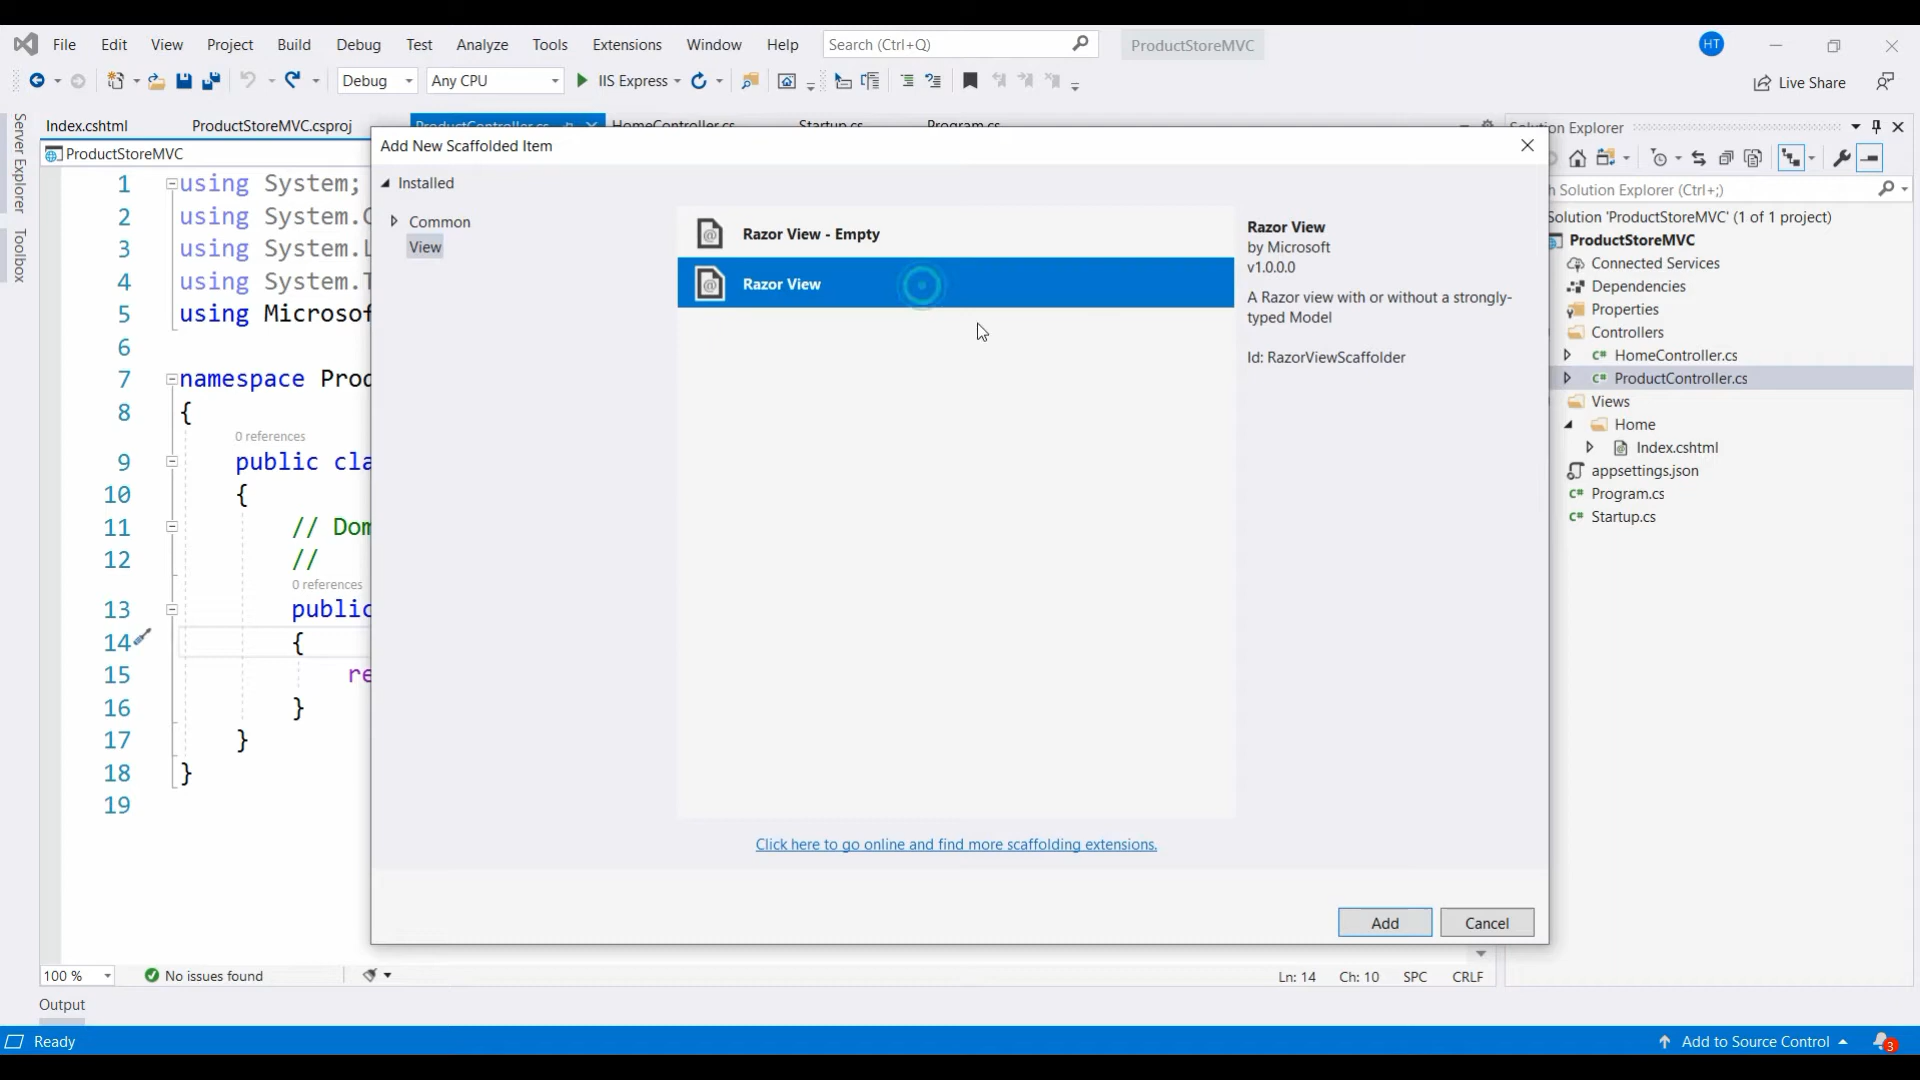 File Edit View Project Build Debug Test Analyze Tools Extensions Window Help Search (Ctrl+Q) ProductStoreMVC HT
Debug Any CPU IIS Express Live Share
Server Explorer
Toolbox
Index.cshtml ProductStoreMVC.csproj ProductController.cs HomeController.cs Startup.cs Program.cs
ProductStoreMVC
1 using System;
2 using System.C
3 using System.L
4 using System.T
5 using Microsof
6
7 namespace Prod
8 {
0 references
9 public cla
10 {
11 // Dom
12 //
0 references
13 public
14 {
15 re
16 }
17 }
18 }
19
Add New Scaffolded Item
Installed
Common
View
Razor View - Empty
Razor View
Razor View
by Microsoft
v1.0.0.0
A Razor view with or without a strongly-
typed Model
Id: RazorViewScaffolder
Click here to go online and find more scaffolding extensions.
Add Cancel
Solution Explorer
h Solution Explorer (Ctrl+;)
Solution 'ProductStoreMVC' (1 of 1 project)
ProductStoreMVC
Connected Services
Dependencies
Properties
Controllers
C# HomeController.cs
C# ProductController.cs
Views
Home
Index.cshtml
appsettings.json
C# Program.cs
C# Startup.cs
100 % No issues found Ln: 14 Ch: 10 SPC CRLF
Output
Ready Add to Source Control 3